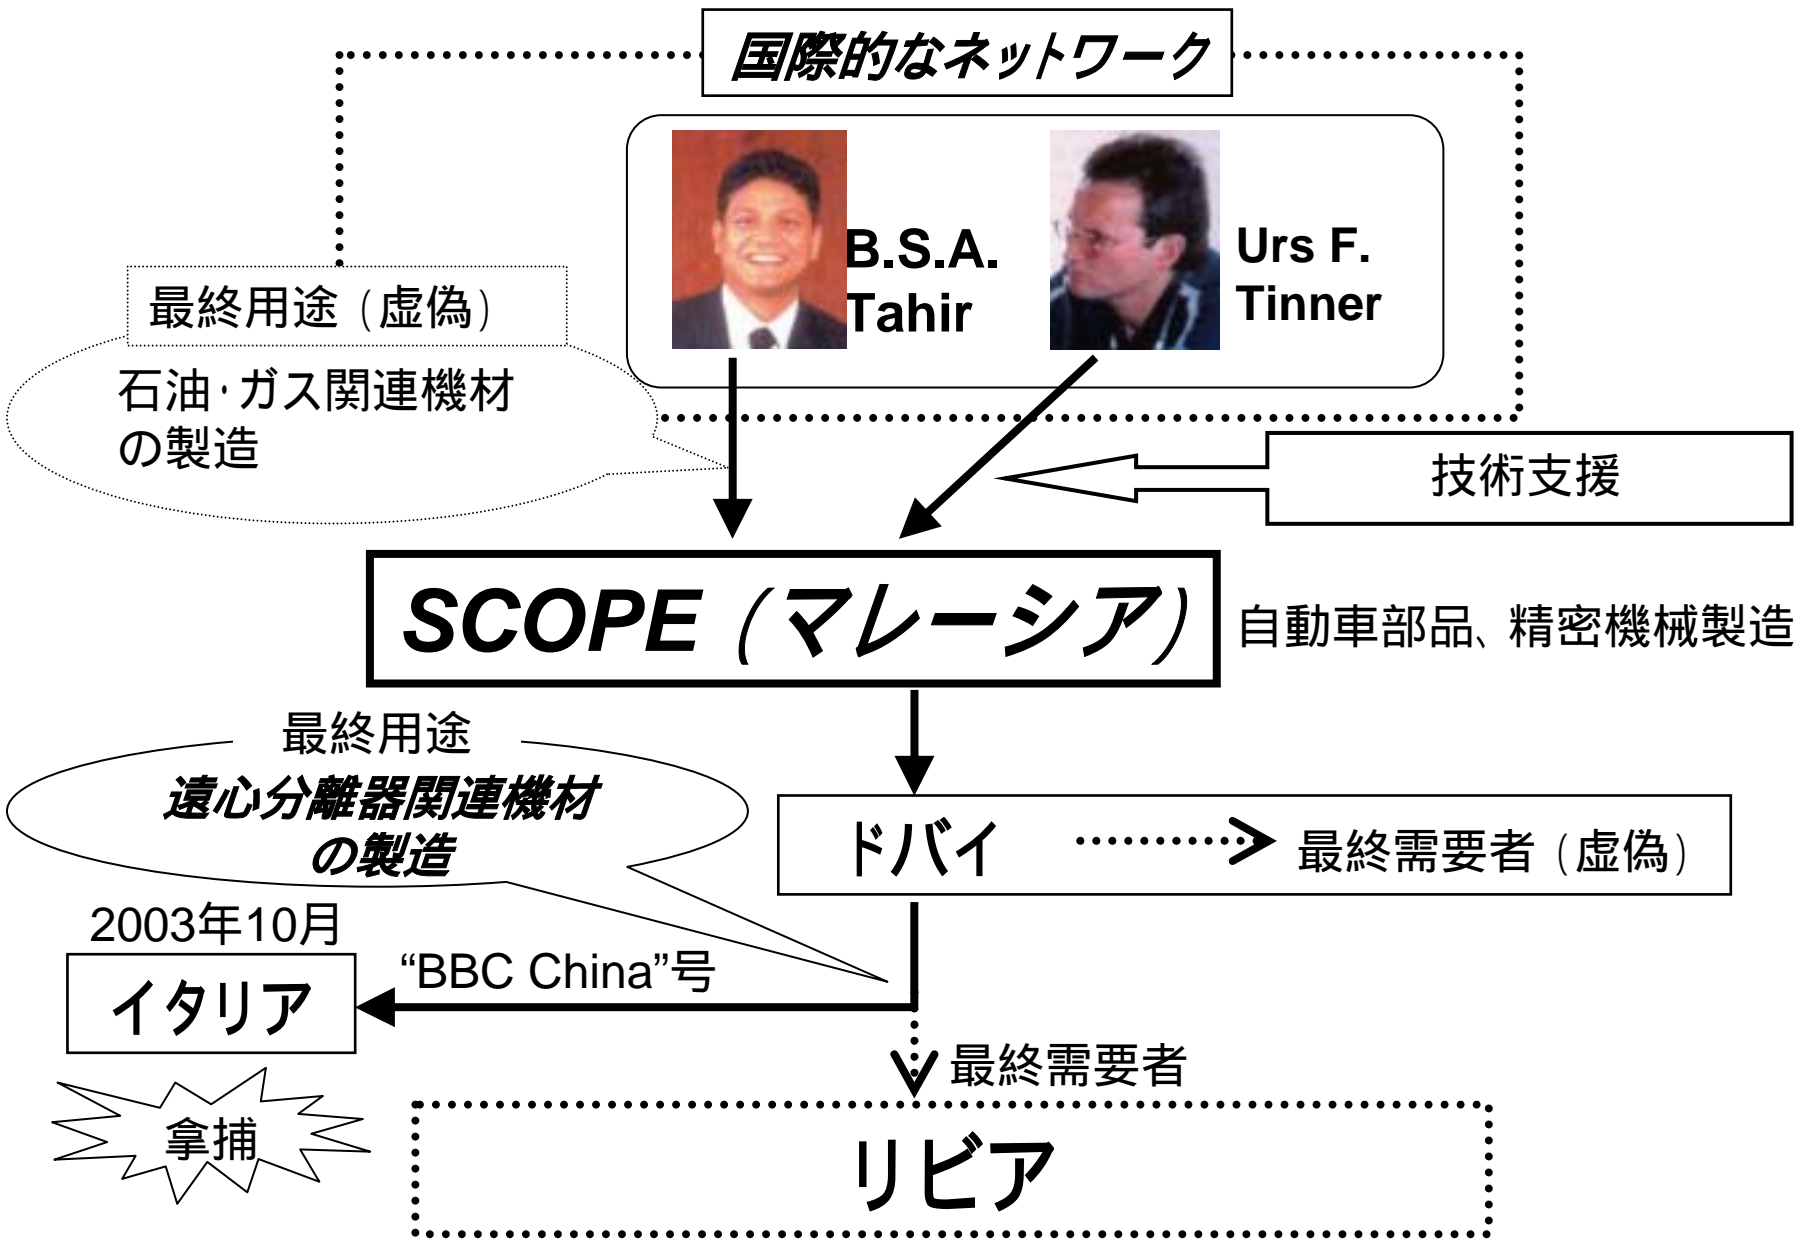 国際的なネットワーク
B.S.A.
Tahir
Urs F.
Tinner
最終用途（虚偽）
石油・ガス関連機材
の製造
技術支援
SCOPE（マレーシア）
自動車部品、精密機械製造
最終用途
遠心分離器関連機材
の製造
ドバイ
最終需要者（虚偽）
2003年10月
イタリア
“BBC China”号
最終需要者
拿捕
リビア